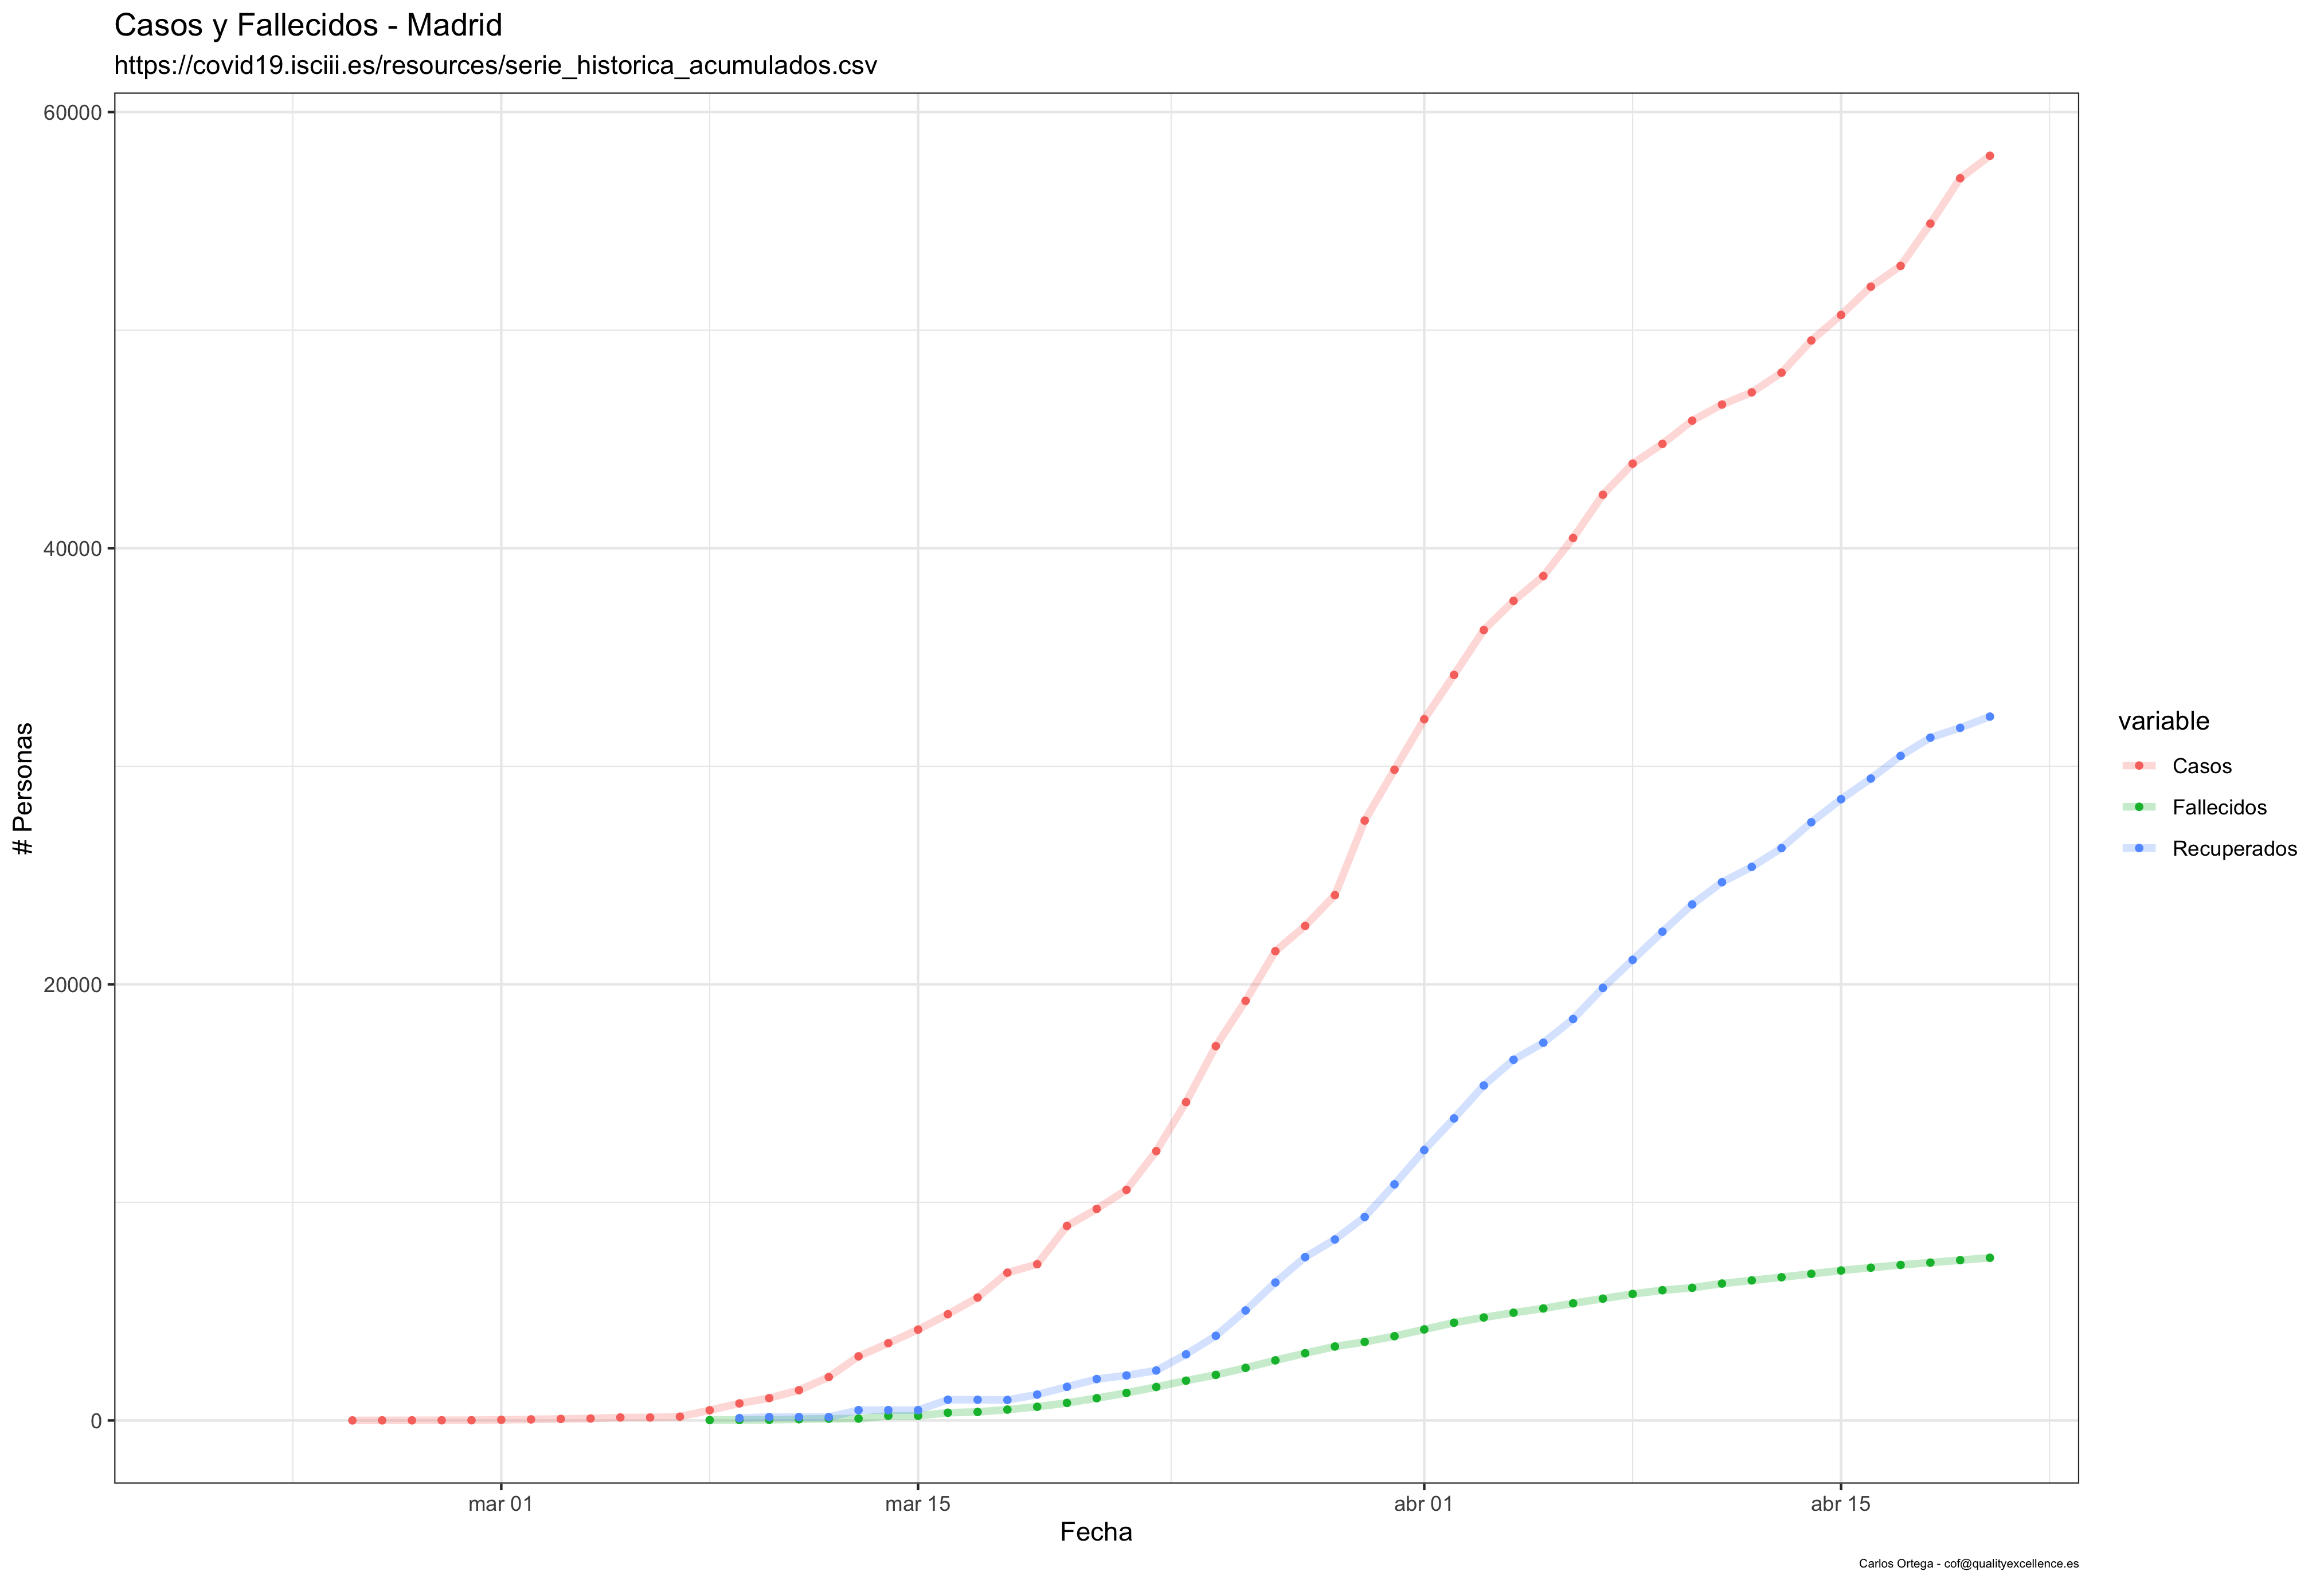 Casos y Fallecidos - Madrid
https://covid19.isciii.es/resources/serie_historica_acumulados.csv
60000
40000
20000
0
# Personas
mar 01
mar 15
abr 01
abr 15
Fecha
variable
Casos
Fallecidos
Recuperados
Carlos Ortega - cof@qualityexcellence.es